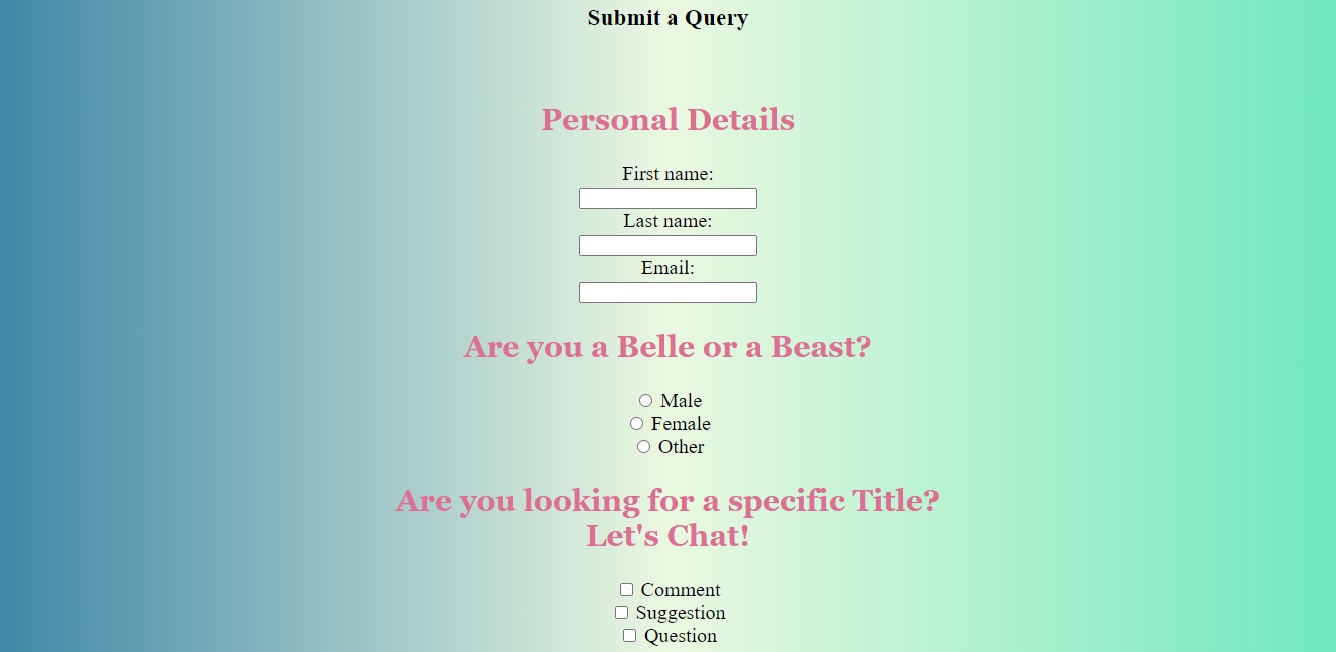 Submit a Query
Personal Details
First name:
Last name:
Email:
Are you a Belle or a Beast?
Male
Female
Other
Are you looking for a specific Title?
Let's Chat!
Comment
Suggestion
Question